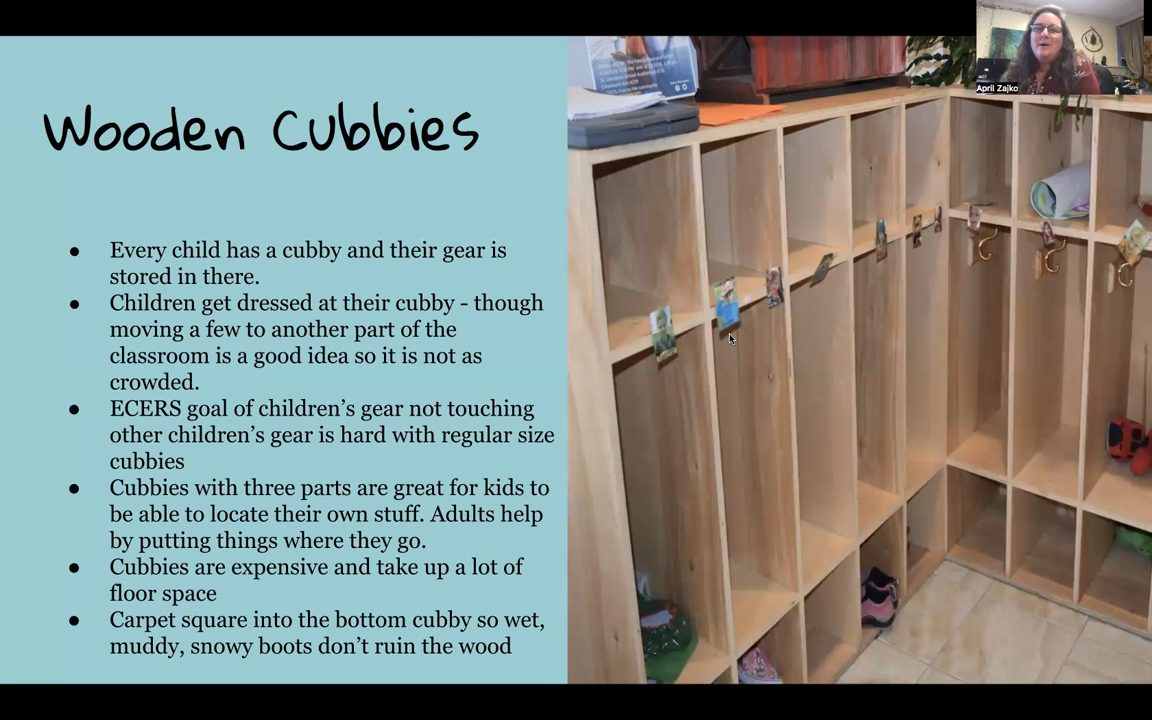 April Zajko
Wooden Cubbies
● Every child has a cubby and their gear is
stored in there.
● Children get dressed at their cubby - though
moving a few to another part of the
classroom is a good idea so it is not as
crowded.
● ECERS goal of children’s gear not touching
other children’s gear is hard with regular size
cubbies
● Cubbies with three parts are great for kids to
be able to locate their own stuff. Adults help
by putting things where they go.
● Cubbies are expensive and take up a lot of
floor space
● Carpet square into the bottom cubby so wet,
muddy, snowy boots don’t ruin the wood